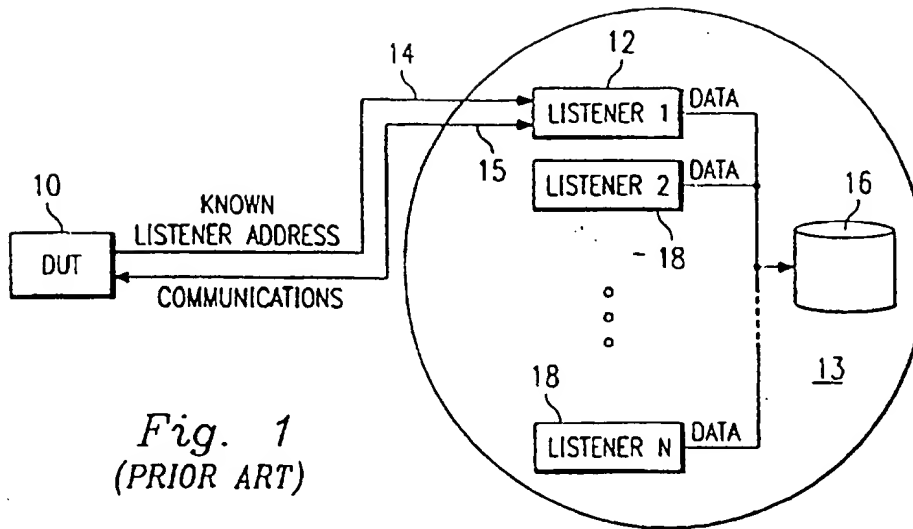 14
12
LISTENER 1
DATA
15
LISTENER 2
DATA
18
16
10
DUT
KNOWN
LISTENER ADDRESS
COMMUNICATIONS
13
18
LISTENER N
DATA
Fig. 1
(PRIOR ART)